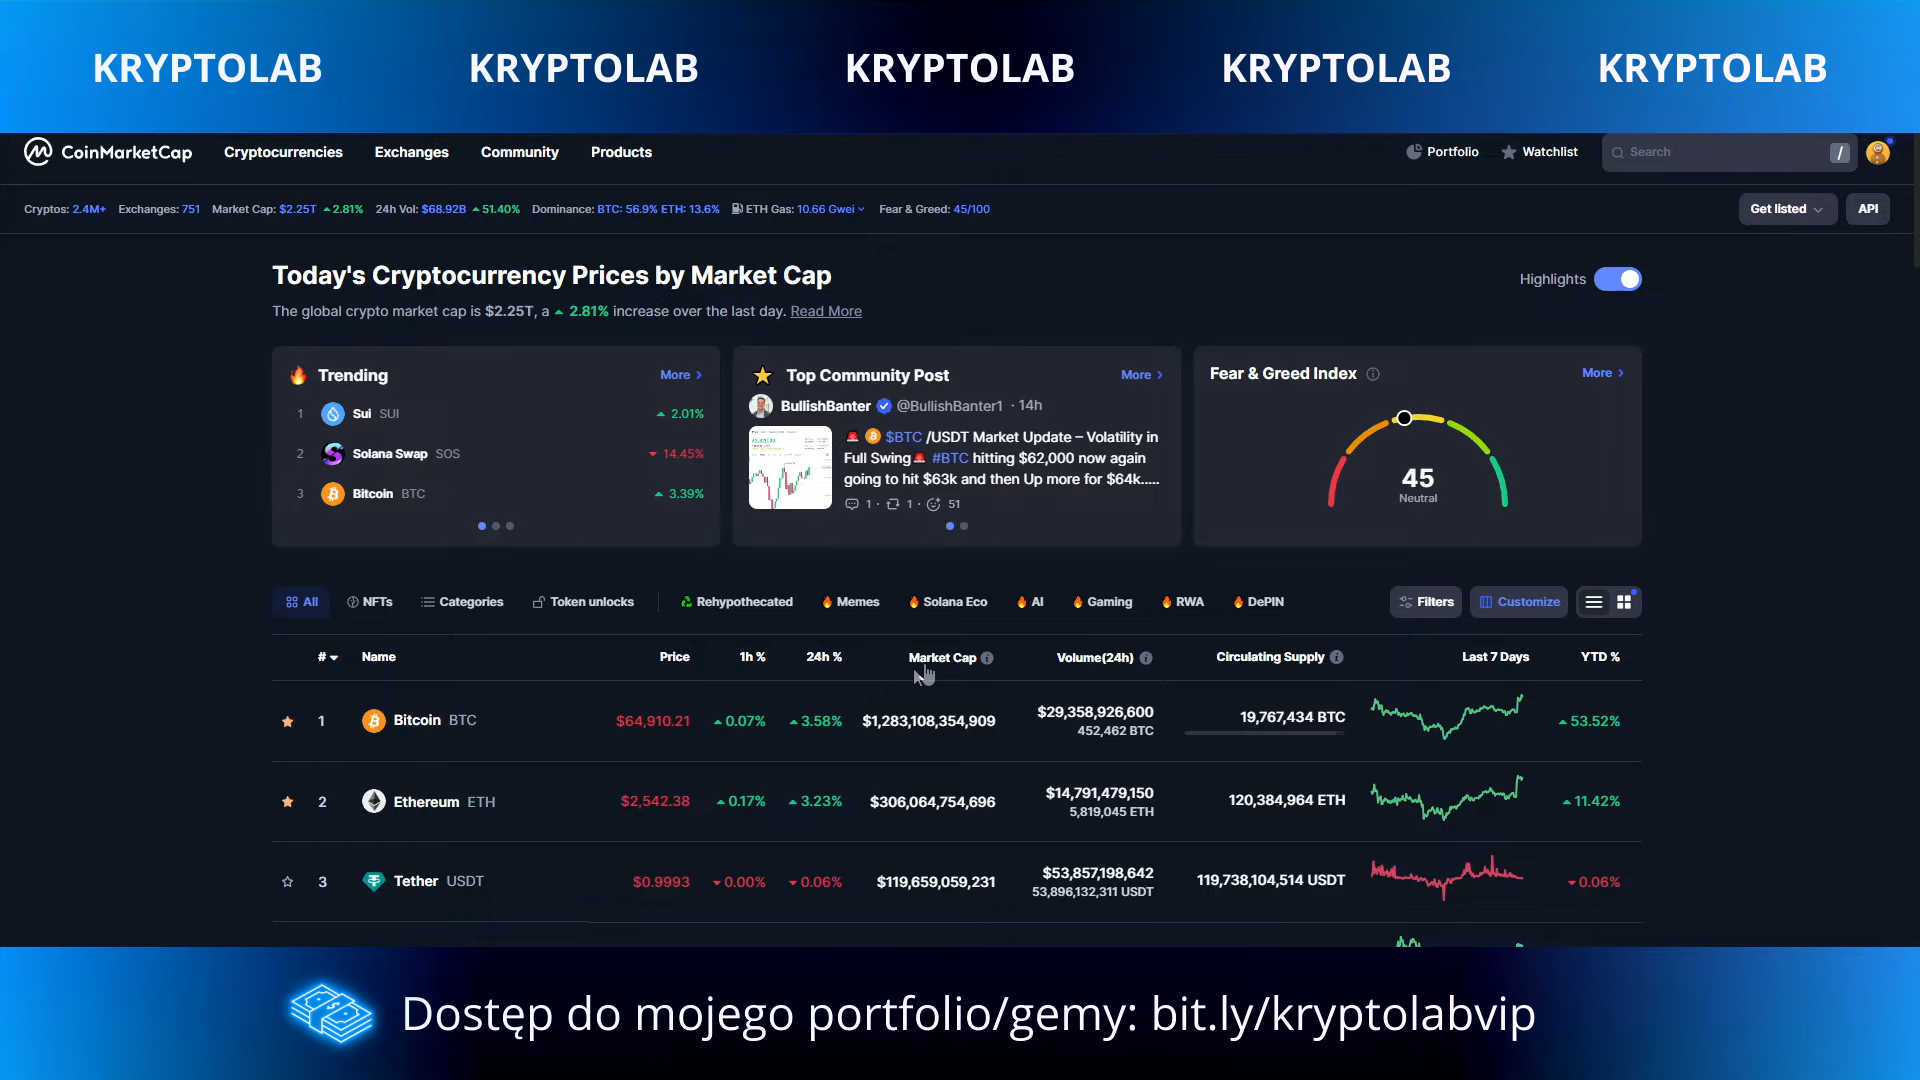 KRYPTOLAB KRYPTOLAB KRYPTOLAB KRYPTOLAB KRYPTOLAB
CoinMarketCap Cryptocurrencies Exchanges Community Products Portfolio Watchlist Search /
Cryptos: 2.4M+ Exchanges: 751 Market Cap: $2.25T 2.81% 24h Vol: $68.92B 51.40% Dominance: BTC: 56.9% ETH: 13.6% ETH Gas: 10.66 Gwei Fear & Greed: 45/100 Get listed API
Today's Cryptocurrency Prices by Market Cap
Highlights
The global crypto market cap is $2.25T, a 2.81% increase over the last day. Read More
Trending More
1 Sui SUI 2.01%
2 Solana Swap SOS 14.45%
3 Bitcoin BTC 3.39%
Top Community Post More
BullishBanter @BullishBanter1 · 14h
$BTC /USDT Market Update – Volatility in
Full Swing #BTC hitting $62,000 now again
going to hit $63k and then Up more for $64k.....
1 · 1 · 51
Fear & Greed Index More
45
Neutral
All NFTs Categories Token unlocks Rehypothecated Memes Solana Eco AI Gaming RWA DePIN Filters Customize
# Name Price 1h % 24h % Market Cap Volume(24h) Circulating Supply Last 7 Days YTD %
1 Bitcoin BTC $64,910.21 0.07% 3.58% $1,283,108,354,909 $29,358,926,600 19,767,434 BTC 53.52%
452,462 BTC
2 Ethereum ETH $2,542.38 0.17% 3.23% $306,064,754,696 $14,791,479,150 120,384,964 ETH 11.42%
5,819,045 ETH
3 Tether USDT $0.9993 0.00% 0.06% $119,659,059,231 $53,857,198,642 119,738,104,514 USDT 0.06%
53,896,132,311 USDT
Dostęp do mojego portfolio/gemy: bit.ly/kryptolabvip